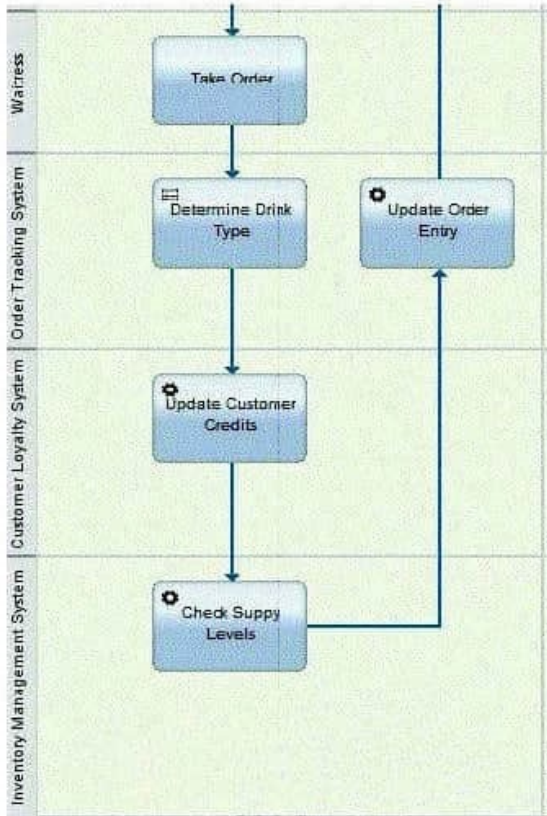 Waitress
Take Order
Order Tracking System
Determine Drink
Type
Update Order
Entry
Customer Loyalty System
Update Customer
Credits
Inventory Management System
Check Suppy
Levels